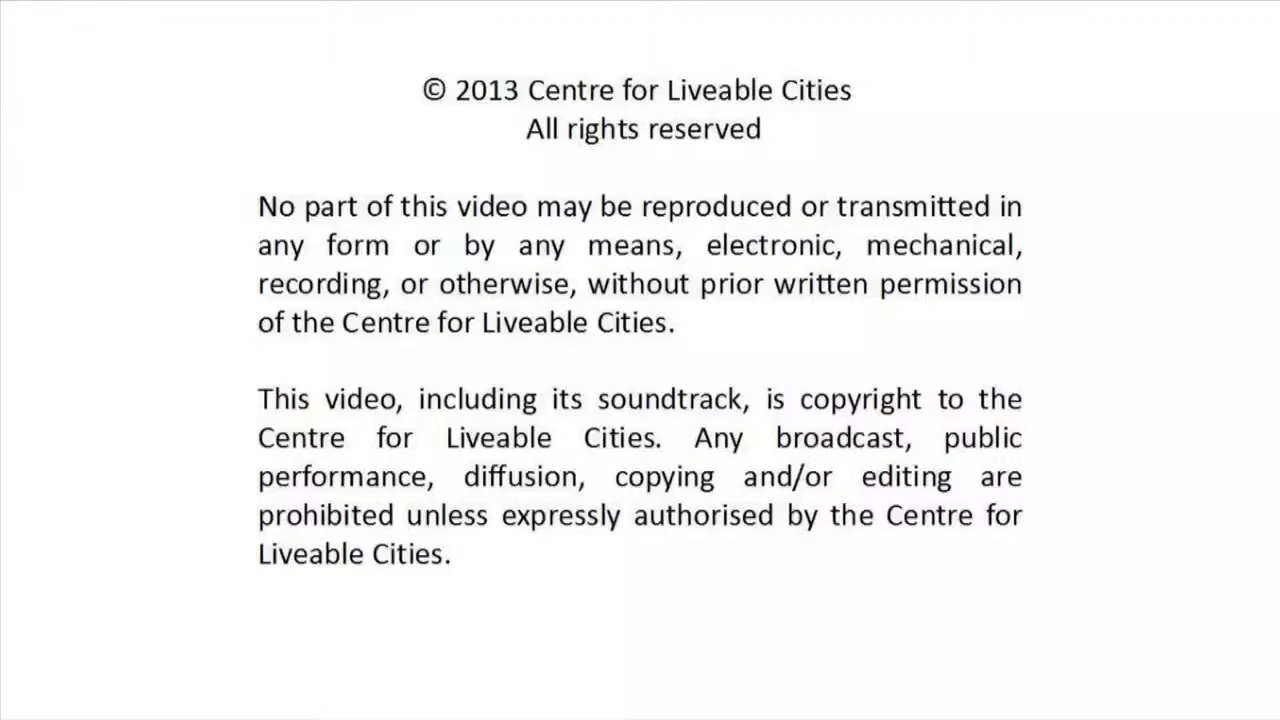 © 2013 Centre for Liveable Cities
All rights reserved
No part of this video may be reproduced or transmitted in
any form or by any means, electronic, mechanical,
recording, or otherwise, without prior written permission
of the Centre for Liveable Cities.
This video, including its soundtrack, is copyright to the
Centre for Liveable Cities. Any broadcast, public
performance, diffusion, copying and/or editing are
prohibited unless expressly authorised by the Centre for
Liveable Cities.